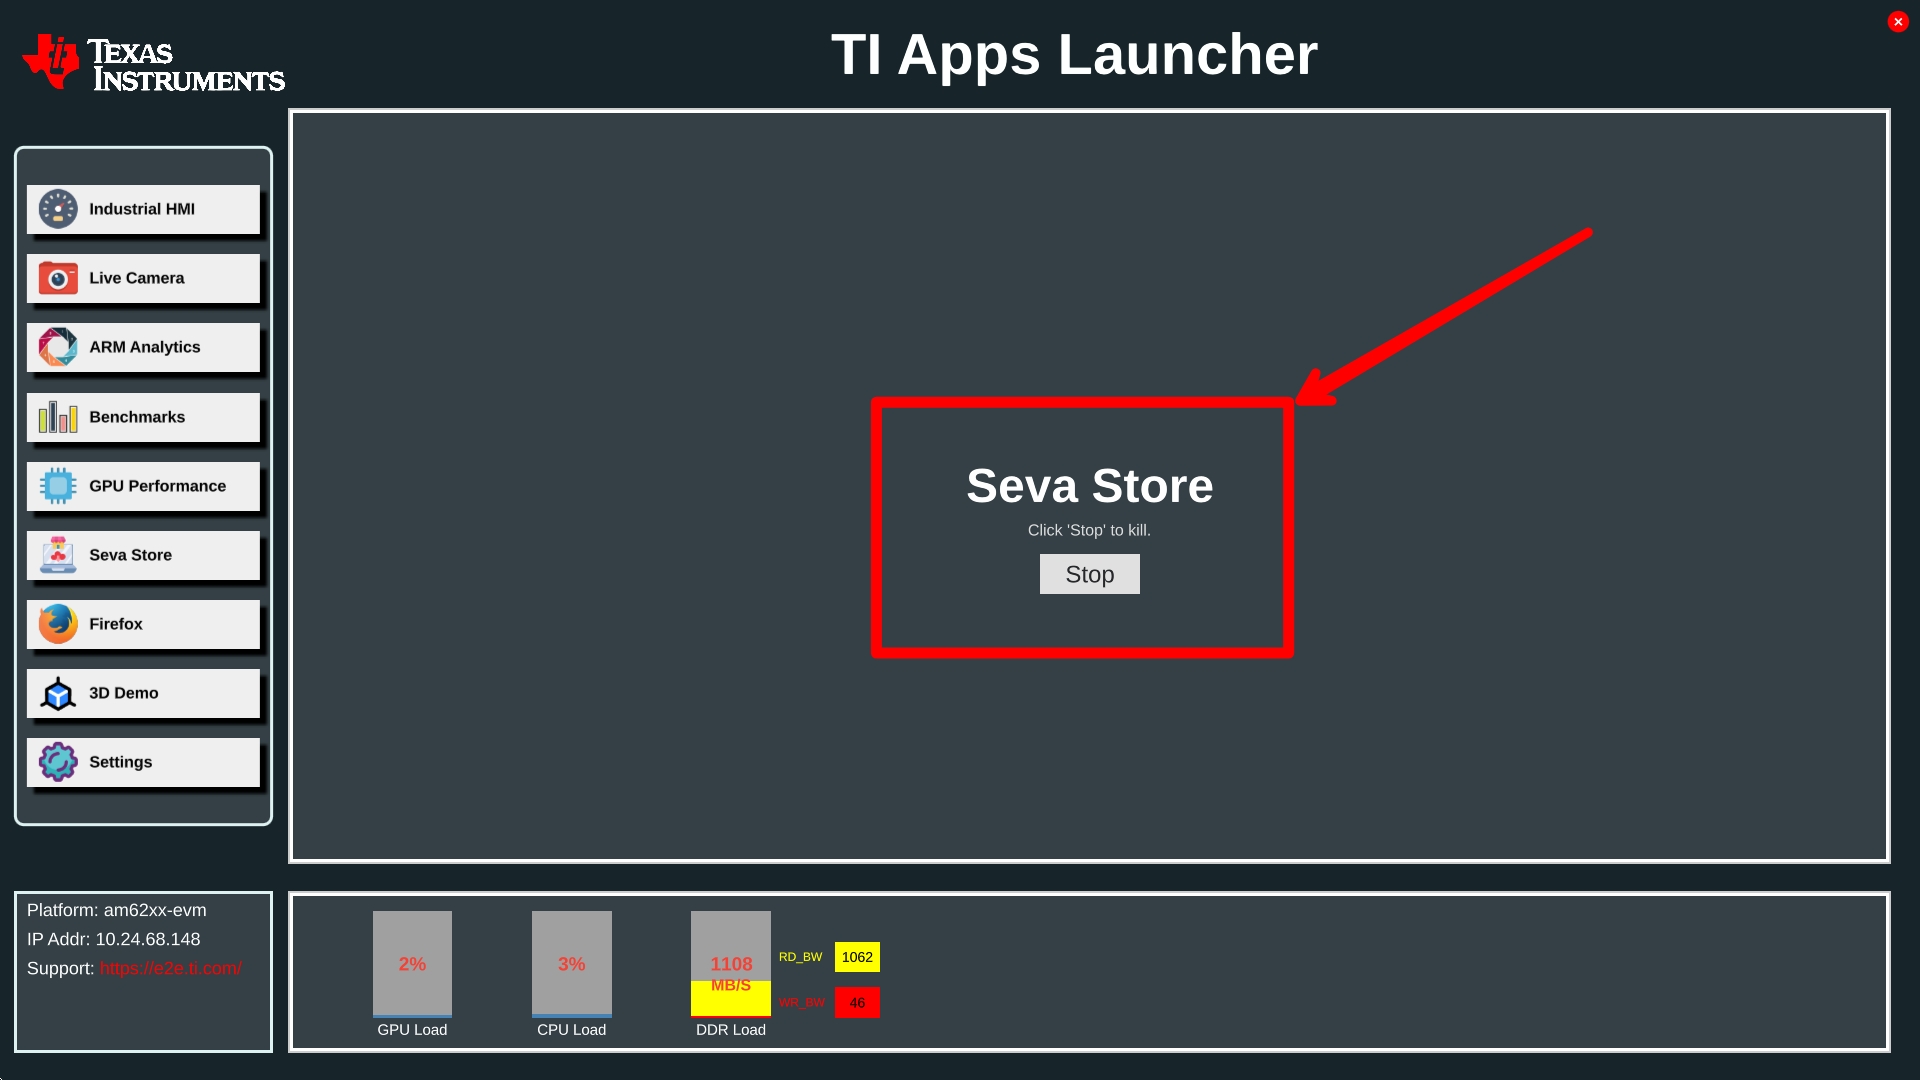 TEXAS
INSTRUMENTS
TI Apps Launcher
Industrial HMI
Live Camera
ARM Analytics
Benchmarks
GPU Performance
Seva Store
Firefox
3D Demo
Settings
Seva Store
Click 'Stop' to kill.
Stop
Platform: am62xx-evm
IP Addr: 10.24.68.148
Support: https://e2e.ti.com/
2%
GPU Load
3%
CPU Load
1108
MB/S
DDR Load
RD_BW 1062
WR_BW 46